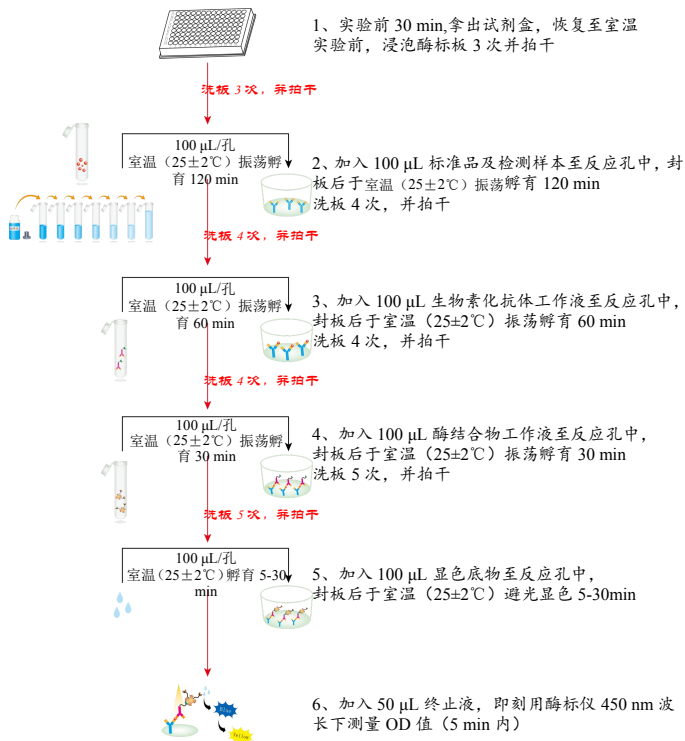 1、实验前 30 min,拿出试剂盒，恢复至室温
实验前，浸泡酶标板 3 次并拍干
洗板 3 次，并拍干
100 μL/孔
室温（25±2℃）振荡孵
育 120 min
2、加入 100 μL 标准品及检测样本至反应孔中，封
板后于室温（25±2℃）振荡孵育 120 min
洗板 4 次，并拍干
洗板 4 次，并拍干
100 μL/孔
室温（25±2℃）振荡孵
育 60 min
3、加入 100 μL 生物素化抗体工作液至反应孔中，
封板后于室温（25±2℃）振荡孵育 60 min
洗板 4 次，并拍干
洗板 4 次，并拍干
100 μL/孔
室温（25±2℃）振荡孵
育 30 min
4、加入 100 μL 酶结合物工作液至反应孔中，
封板后于室温（25±2℃）振荡孵育 30 min
洗板 5 次，并拍干
洗板 5 次，并拍干
100 μL/孔
室温（25±2℃）孵育 5-30
min
5、加入 100 μL 显色底物至反应孔中，
封板后于室温（25±2℃）避光显色 5-30min
Blue
Yellow
6、加入 50 μL 终止液，即刻用酶标仪 450 nm 波
长下测量 OD 值（5 min 内）